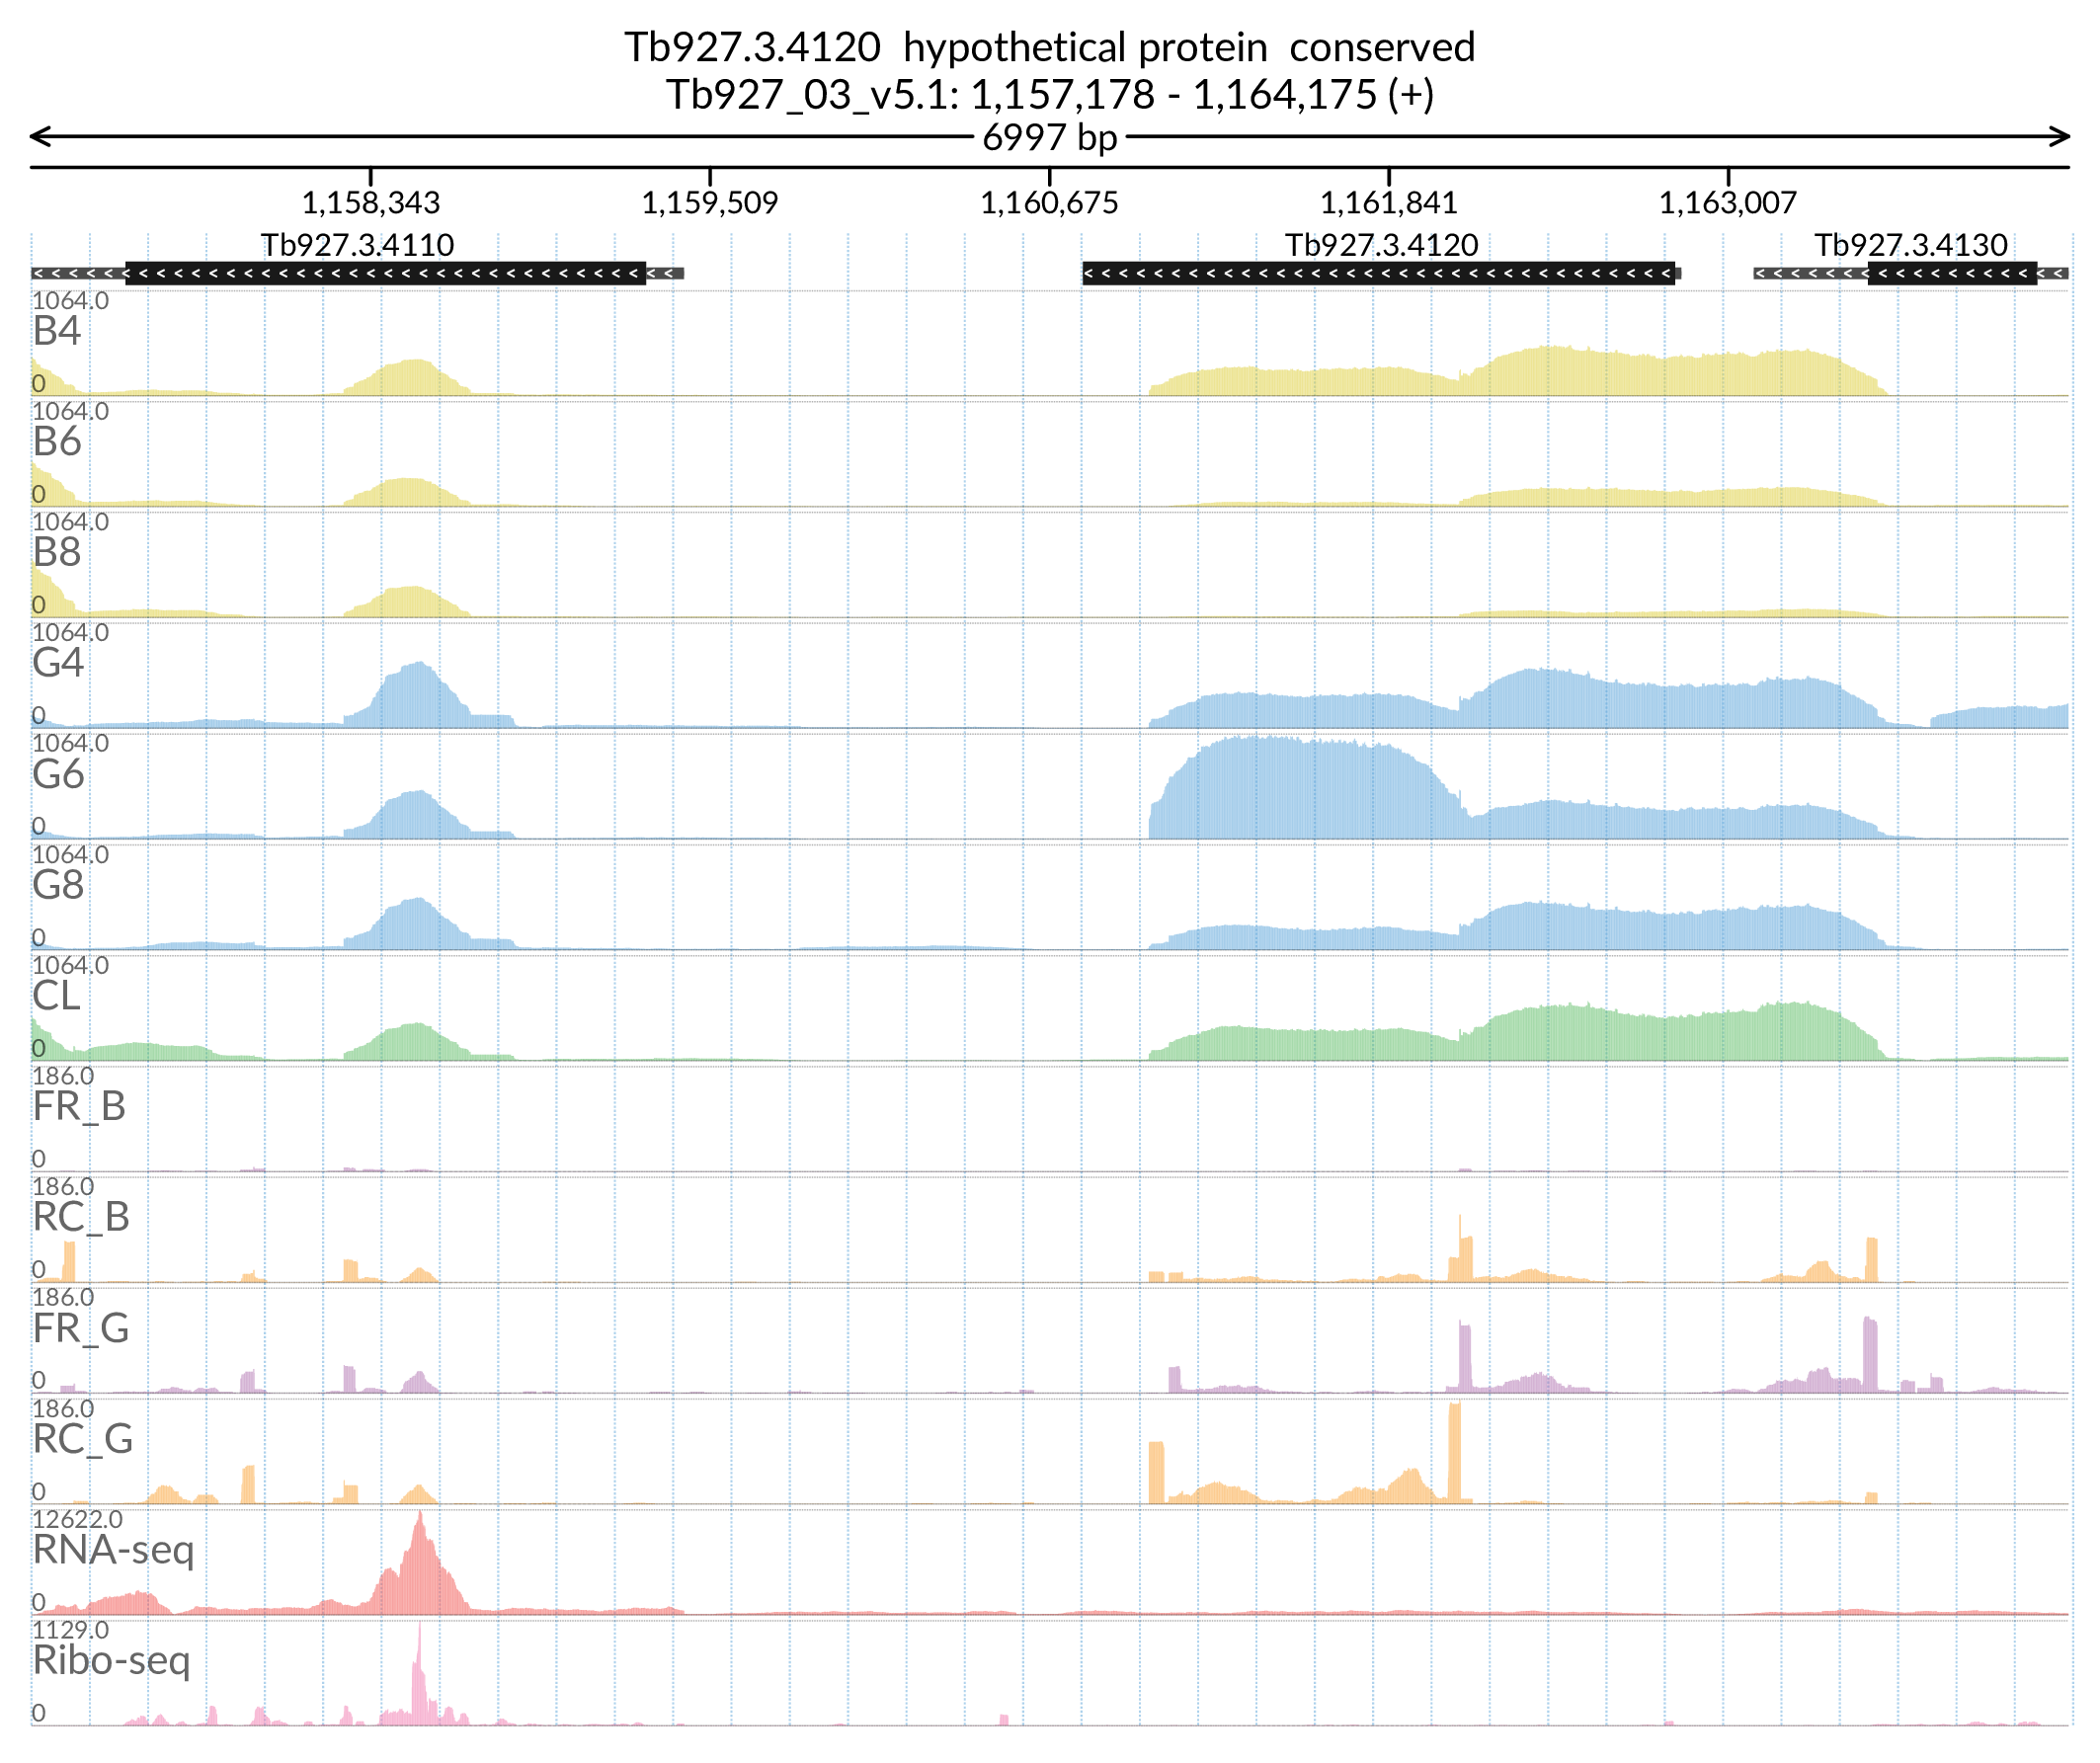 Tb927.3.4120  hypothetical protein  conserved
Tb927_03_v5.1: 1,157,178 - 1,164,175 (+)
6997 bp
1,158,343 1,159,509 1,160,675 1,161,841 1,163,007
Tb927.3.4110 Tb927.3.4120 Tb927.3.4130
1064.0
B4
0
1064.0
B6
0
1064.0
B8
0
1064.0
G4
0
1064.0
G6
0
1064.0
G8
0
1064.0
CL
0
186.0
FR_B
0
186.0
RC_B
0
186.0
FR_G
0
186.0
RC_G
0
12622.0
RNA-seq
0
1129.0
Ribo-seq
0